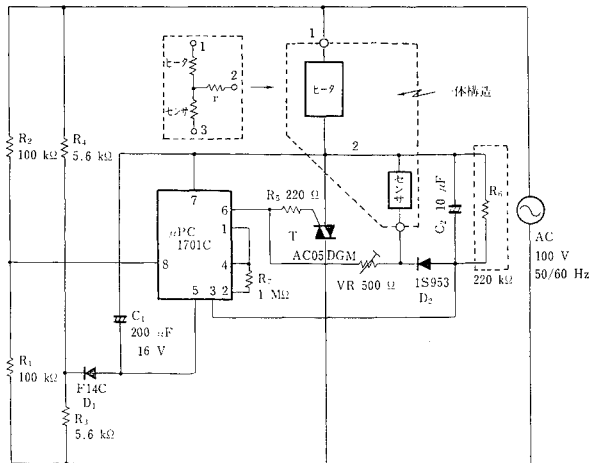 1
ヒータ
2
r
センサ
3
1
ヒータ
一体構造
2
R₂
100 kΩ
R₄
5.6 kΩ
7
μPC
1701C
6
1
8
4
5
3
2
R₅ 220 Ω
T
AC05DGM
センサ
C₂ 10 μF
R₆
220 kΩ
AC
100 V
50/60 Hz
R₇
1 MΩ
VR 500 Ω
1S953
D₂
C₁
200 μF
16 V
R₁
100 kΩ
F14C
D₁
R₃
5.6 kΩ